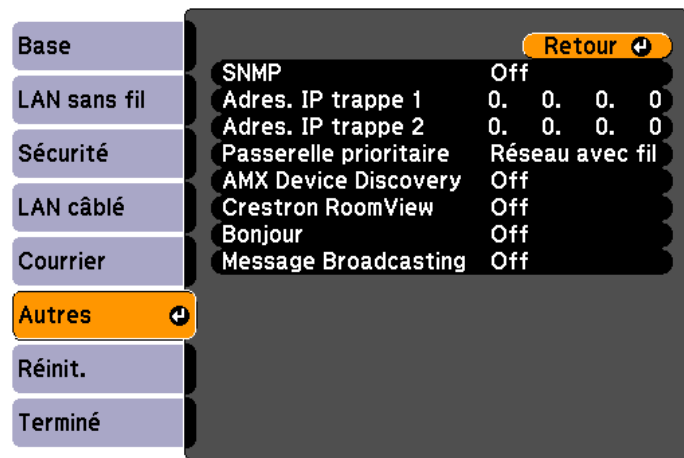 Base
LAN sans fil
Sécurité
LAN câblé
Courrier
Autres
Réinit.
Terminé
Retour
SNMP Off
Adres. IP trappe 1 0. 0. 0. 0
Adres. IP trappe 2 0. 0. 0. 0
Passerelle prioritaire Réseau avec fil
AMX Device Discovery Off
Crestron RoomView Off
Bonjour Off
Message Broadcasting Off